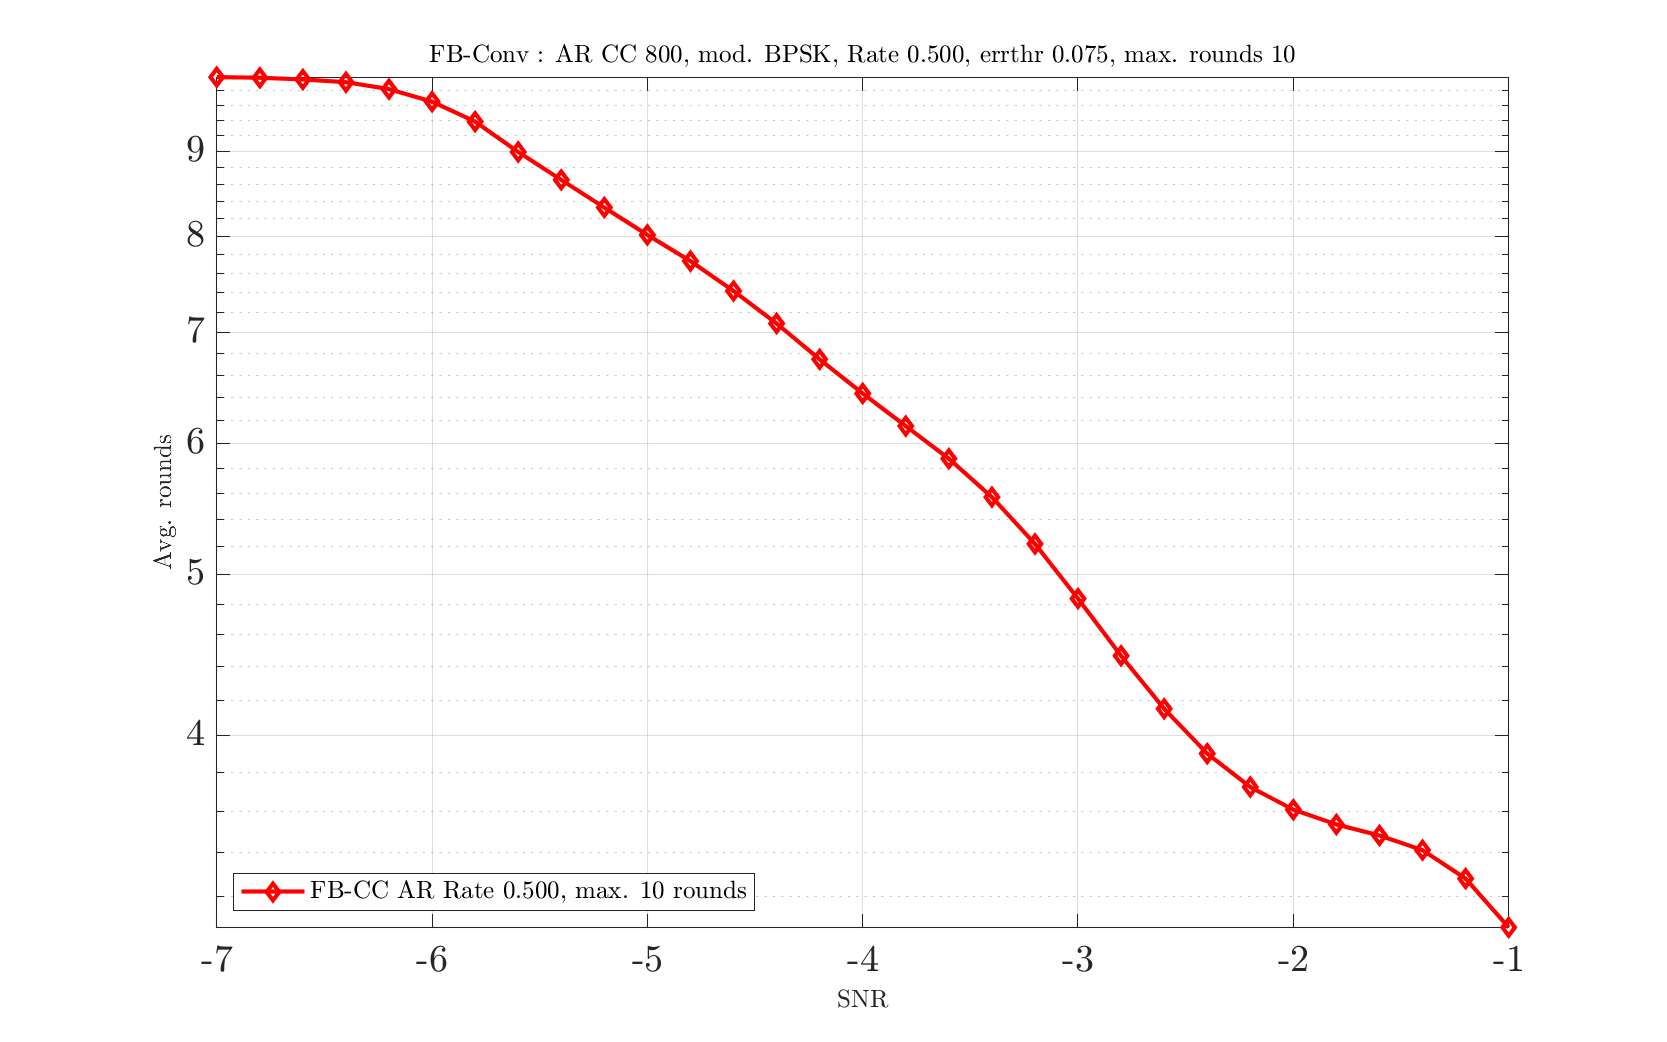 FB-Conv : AR CC 800, mod. BPSK, Rate 0.500, errthr 0.075, max. rounds 10
9
8
7
6
5
4
Avg. rounds
FB-CC AR Rate 0.500, max. 10 rounds
-7 -6 -5 -4 -3 -2 -1
SNR